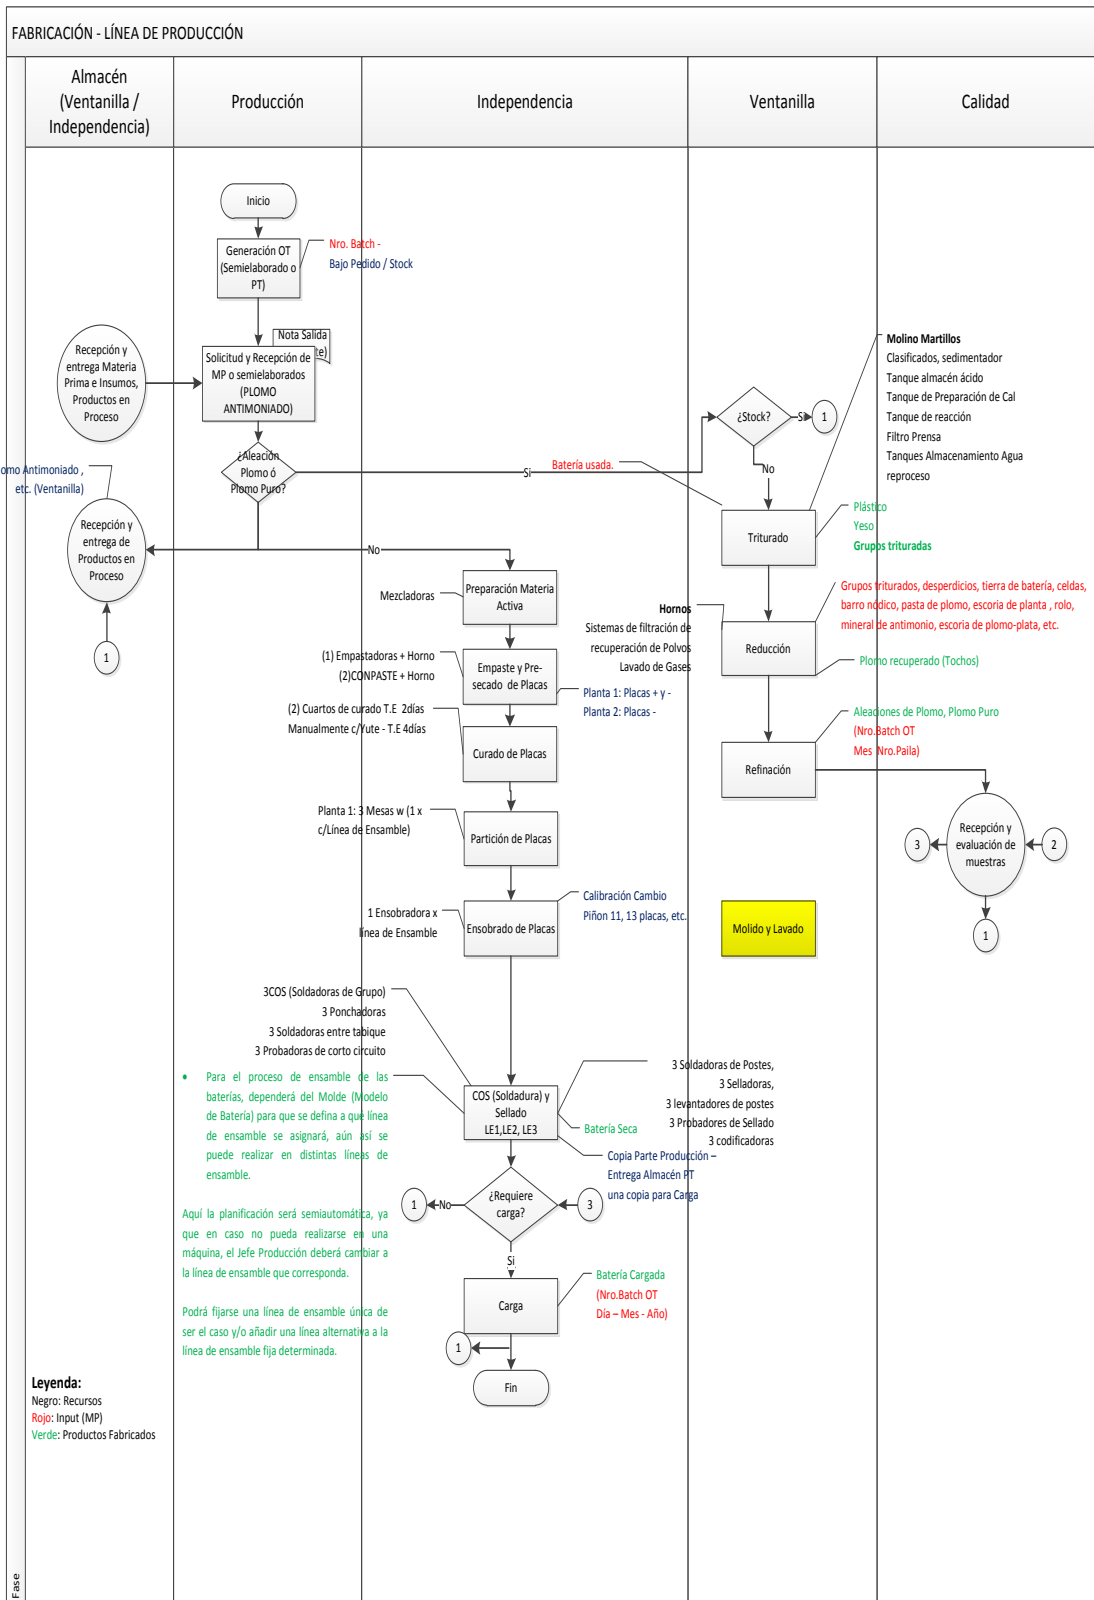 FABRICACIÓN - LÍNEA DE PRODUCCIÓN
Almacén
(Ventanilla /
Independencia)
Producción
Independencia
Ventanilla
Calidad
Inicio
Generación OT
(Semielaborado o
PT)
Nro. Batch -
Bajo Pedido / Stock
Nota Salida
Solicitud y Recepción de
MP o semielaborados
(PLOMO
ANTIMONIADO)
Recepción y
entrega Materia
Prima e Insumos,
Productos en
Proceso
¿Aleación
Plomo ó
Plomo Puro?
Si
No
Antimoniado ,
etc. (Ventanilla)
Recepción y
entrega de
Productos en
Proceso
1
¿Stock?
Si
1
No
Batería usada.
Molino Martillos
Clasificados, sedimentador
Tanque almacén ácido
Tanque de Preparación de Cal
Tanque de reacción
Filtro Prensa
Tanques Almacenamiento Agua
reproceso
Triturado
Plástico
Yeso
Grupos trituradas
Mezcladoras
Preparación Materia
Activa
Hornos
Sistemas de filtración de
recuperación de Polvos
Lavado de Gases
Reducción
Grupos triturados, desperdicios, tierra de batería, celdas,
barro nódico, pasta de plomo, escoria de planta , rolo,
mineral de antimonio, escoria de plomo-plata, etc.
Plomo recuperado (Tochos)
(1) Empastadoras + Horno
(2)CONPASTE + Horno
Empaste y Pre-
secado de Placas
Planta 1: Placas + y -
Planta 2: Placas -
(2) Cuartos de curado T.E 2días
Manualmente c/Yute - T.E 4días
Curado de Placas
Aleaciones de Plomo, Plomo Puro
(Nro.Batch OT
Mes Nro.Paila)
Refinación
Planta 1: 3 Mesas w (1 x
c/Línea de Ensamble)
Partición de Placas
Recepción y
evaluación de
muestras
3
2
1
1 Ensobradora x
línea de Ensamble
Ensobrado de Placas
Calibración Cambio
Piñon 11, 13 placas, etc.
Molido y Lavado
3COS (Soldadoras de Grupo)
3 Ponchadoras
3 Soldadoras entre tabique
3 Probadoras de corto circuito
COS (Soldadura) y
Sellado
LE1,LE2, LE3
3 Soldadoras de Postes,
3 Selladoras,
3 levantadores de postes
3 Probadores de Sellado
3 codificadoras
Batería Seca
Copia Parte Producción –
Entrega Almacén PT
una copia para Carga
• Para el proceso de ensamble de las
baterías, dependerá del Molde (Modelo
de Batería) para que se defina a qué línea
de ensamble se asignará, aún así se
puede realizar en distintas líneas de
ensamble.
Aquí la planificación será semiautomática, ya
que en caso no pueda realizarse en una
máquina, el Jefe Producción deberá cambiar a
la línea de ensamble que corresponda.
Podrá fijarse una línea de ensamble única de
ser el caso y/o añadir una línea alternativa a la
línea de ensamble fija determinada.
¿Requiere
carga?
1
No
3
Si
Carga
Batería Cargada
(Nro.Batch OT
Día – Mes - Año)
1
Fin
Leyenda:
Negro: Recursos
Rojo: Input (MP)
Verde: Productos Fabricados
Fase